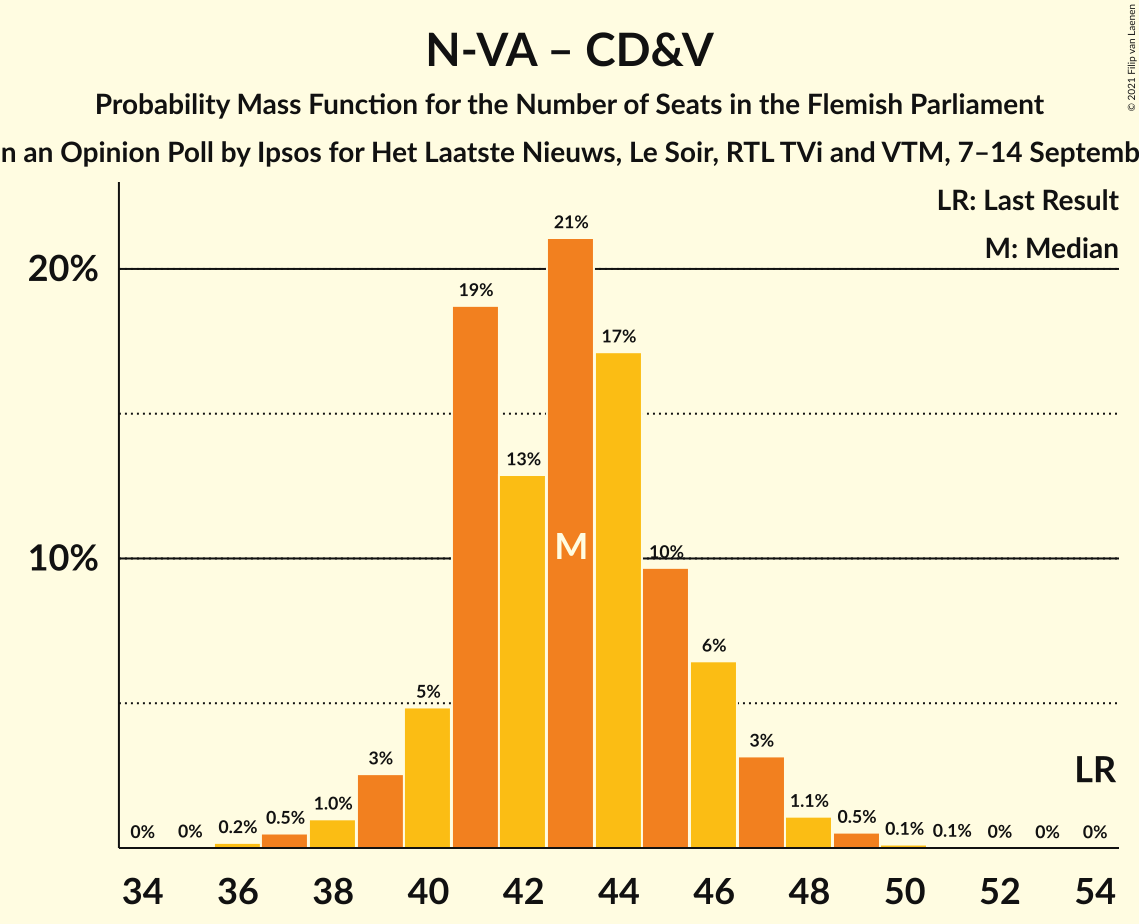 N-VA – CD&V
Probability Mass Function for the Number of Seats in the Flemish Parliament
n an Opinion Poll by Ipsos for Het Laatste Nieuws, Le Soir, RTL TVi and VTM, 7–14 Septemb
© 2021 Filip van Laenen
LR: Last Result
M: Median
20%
10%
0%
0%
0.2%
0.5%
1.0%
3%
5%
19%
13%
21%
17%
10%
6%
3%
1.1%
0.5%
0.1%
0.1%
0%
0%
0%
M
LR
34 36 38 40 42 44 46 48 50 52 54